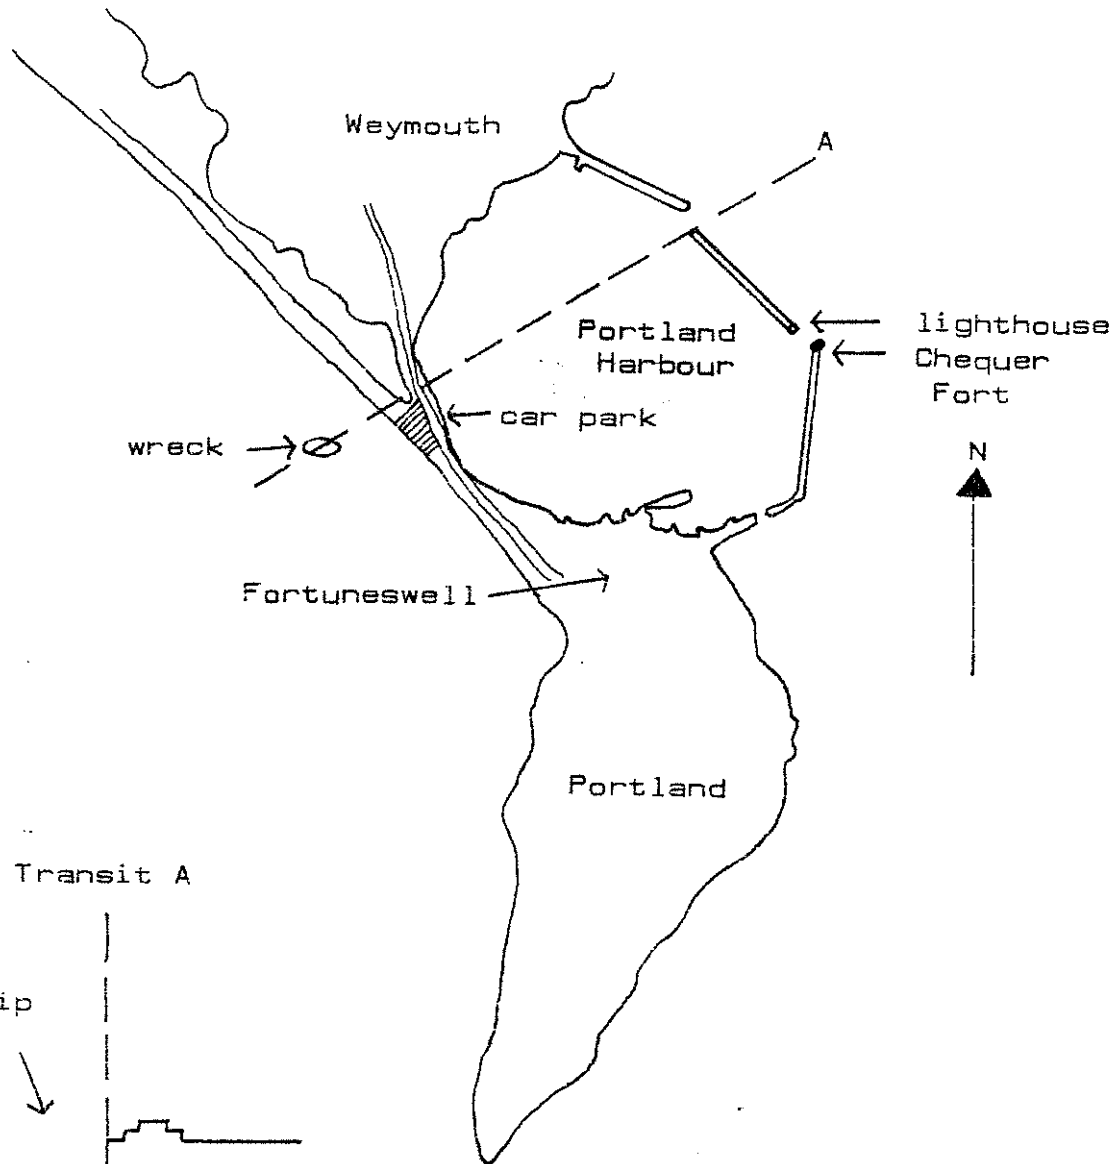 Weymouth
A
Portland
Harbour
lighthouse
Chequer
Fort
car park
wreck
N
Fortuneswell
Portland
Transit A
ip